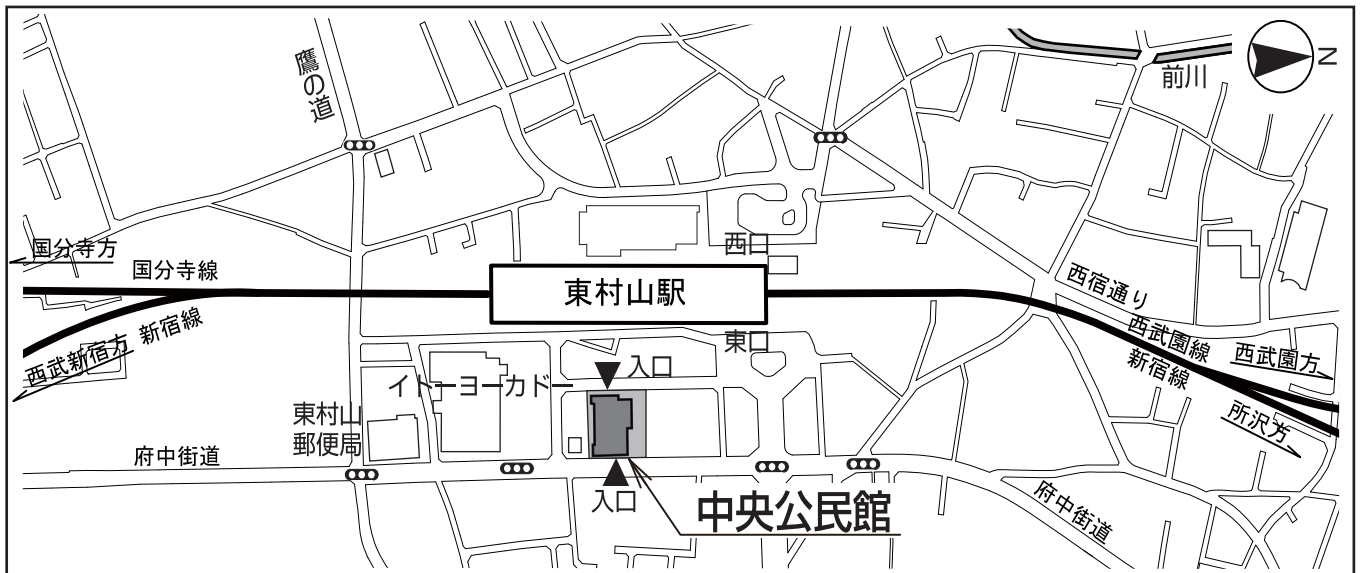 鷹の道
前川
N
国分寺方
国分寺線
西口
東村山駅
西宿通り
新宿線
西武新宿方
東口
西武園線
新宿線
西武園方
入口
イトーヨーカドー
所沢方
東村山
郵便局
府中街道
入口
中央公民館
府中街道